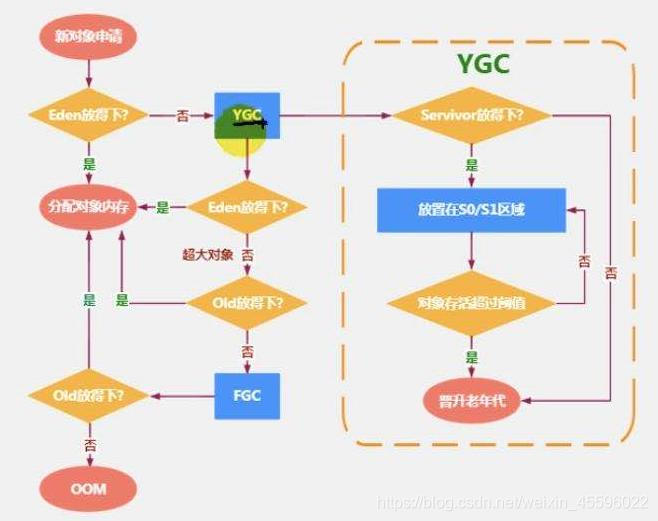 新对象申请
YGC
Eden放得下?
否
YGC
Servivor放得下?
是
是
分配对象内存
是
Eden放得下?
放置在S0/S1区域
超大对象
否
否
否
是
是
Old放得下?
对象存活超过阈值
否
是
Old放得下?
FGC
晋升老年代
否
OOM
https://blog.csdn.net/weixin_45596022